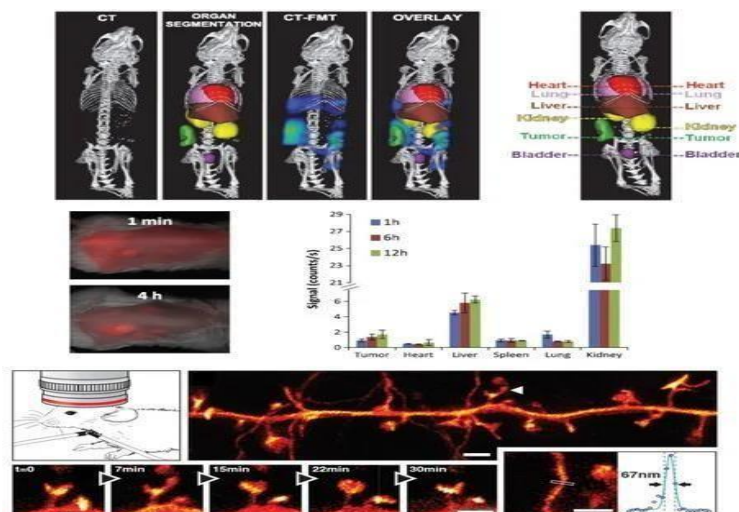 CT
ORGAN SEGMENTATION
CT-FMT
OVERLAY
Heart
Lung
Liver
Kidney
Tumor
Bladder
Heart
Lung
Liver
Kidney
Tumor
Bladder
1 min
4 h
Signal (counts/s)
29
27
25
23
21
6
4
2
0
1h
6h
12h
Tumor Heart Liver Spleen Lung Kidney
t=0 7min 15min 22min 30min
67nm